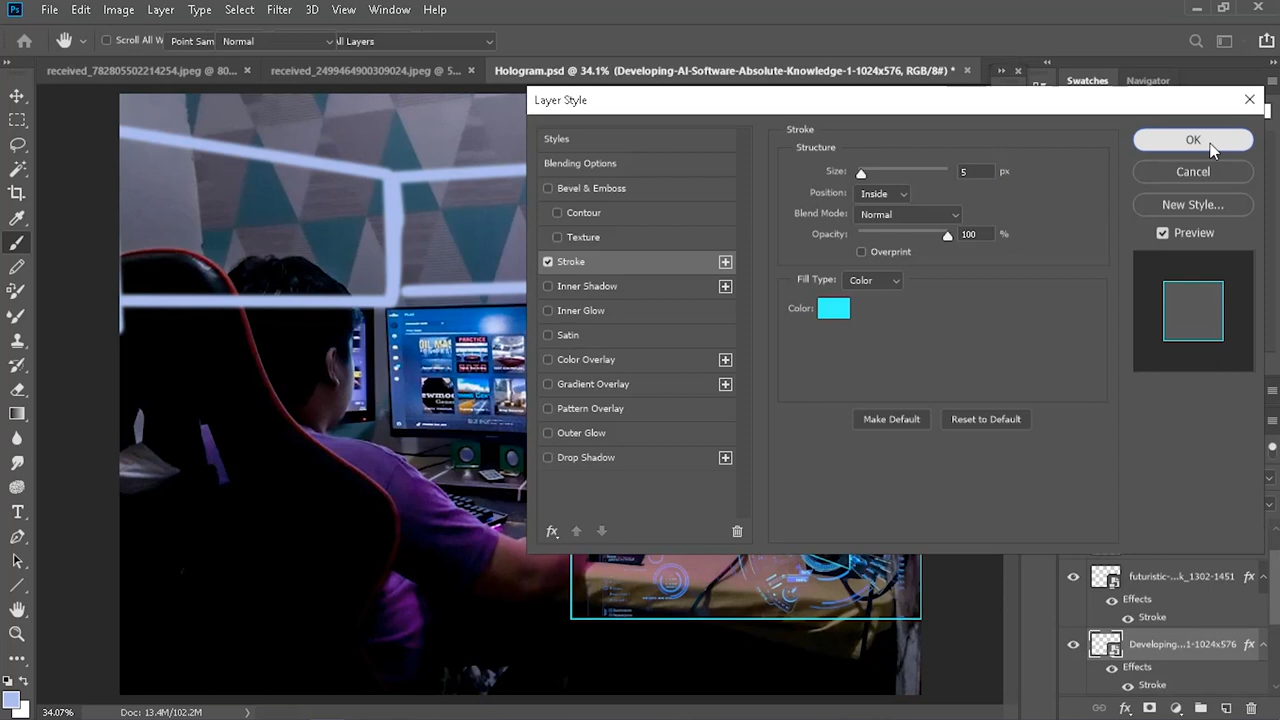 Ps File Edit Image Layer Type Select Filter 3D View Window Help
Scroll All W Point Sam Normal ll Layers
received_782805502214254.jpeg @ 80... × received_2499464900309024.jpeg @ 5... × Hologram.psd @ 34.1% (Developing-AI-Software-Absolute-Knowledge-1-1024x576, RGB/8#) * × Swatches Navigator
Layer Style
Styles
Blending Options
Bevel & Emboss
Contour
Texture
Stroke
Inner Shadow
Inner Glow
Satin
Color Overlay
Gradient Overlay
Pattern Overlay
Outer Glow
Drop Shadow
fx
Stroke
Structure
Size: 5 px
Position: Inside
Blend Mode: Normal
Opacity: 100 %
Overprint
Fill Type: Color
Color:
Make Default Reset to Default
OK
Cancel
New Style...
Preview
PRACTICE
futuristic-...k_1302-1451 fx
Effects
Stroke
Developing...1-1024x576 fx
Effects
Stroke
34.07% Doc: 13.4M/102.2M